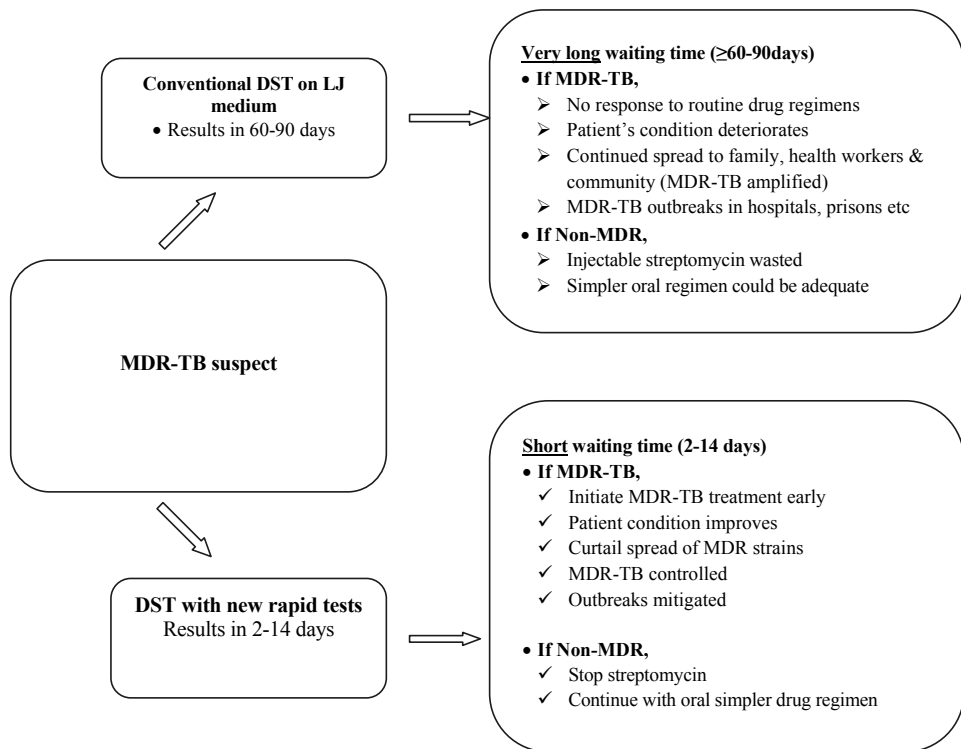 Conventional DST on LJ
medium
• Results in 60-90 days
Very long waiting time (≥60-90days)
• If MDR-TB,
➢ No response to routine drug regimens
➢ Patient’s condition deteriorates
➢ Continued spread to family, health workers &
community (MDR-TB amplified)
➢ MDR-TB outbreaks in hospitals, prisons etc
• If Non-MDR,
➢ Injectable streptomycin wasted
➢ Simpler oral regimen could be adequate
MDR-TB suspect
DST with new rapid tests
Results in 2-14 days
Short waiting time (2-14 days)
• If MDR-TB,
✓ Initiate MDR-TB treatment early
✓ Patient condition improves
✓ Curtail spread of MDR strains
✓ MDR-TB controlled
✓ Outbreaks mitigated
• If Non-MDR,
✓ Stop streptomycin
✓ Continue with oral simpler drug regimen